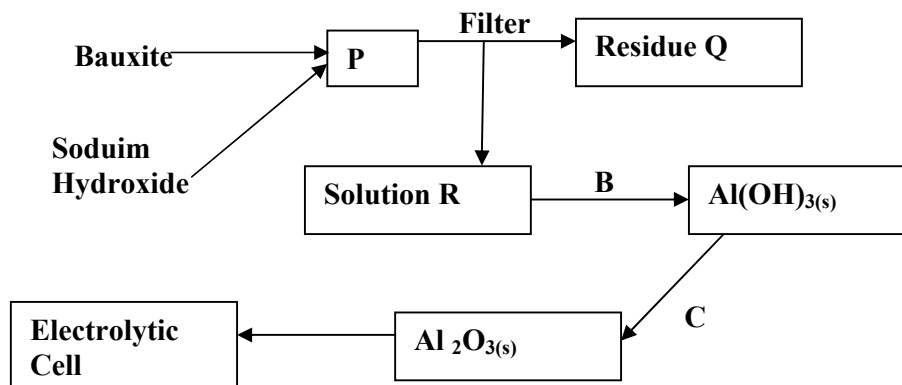 Filter
Bauxite
P
Residue Q
Soduim
Hydroxide
Solution R
B
Al(OH)3(s)
C
Electrolytic
Cell
Al 2O3(s)